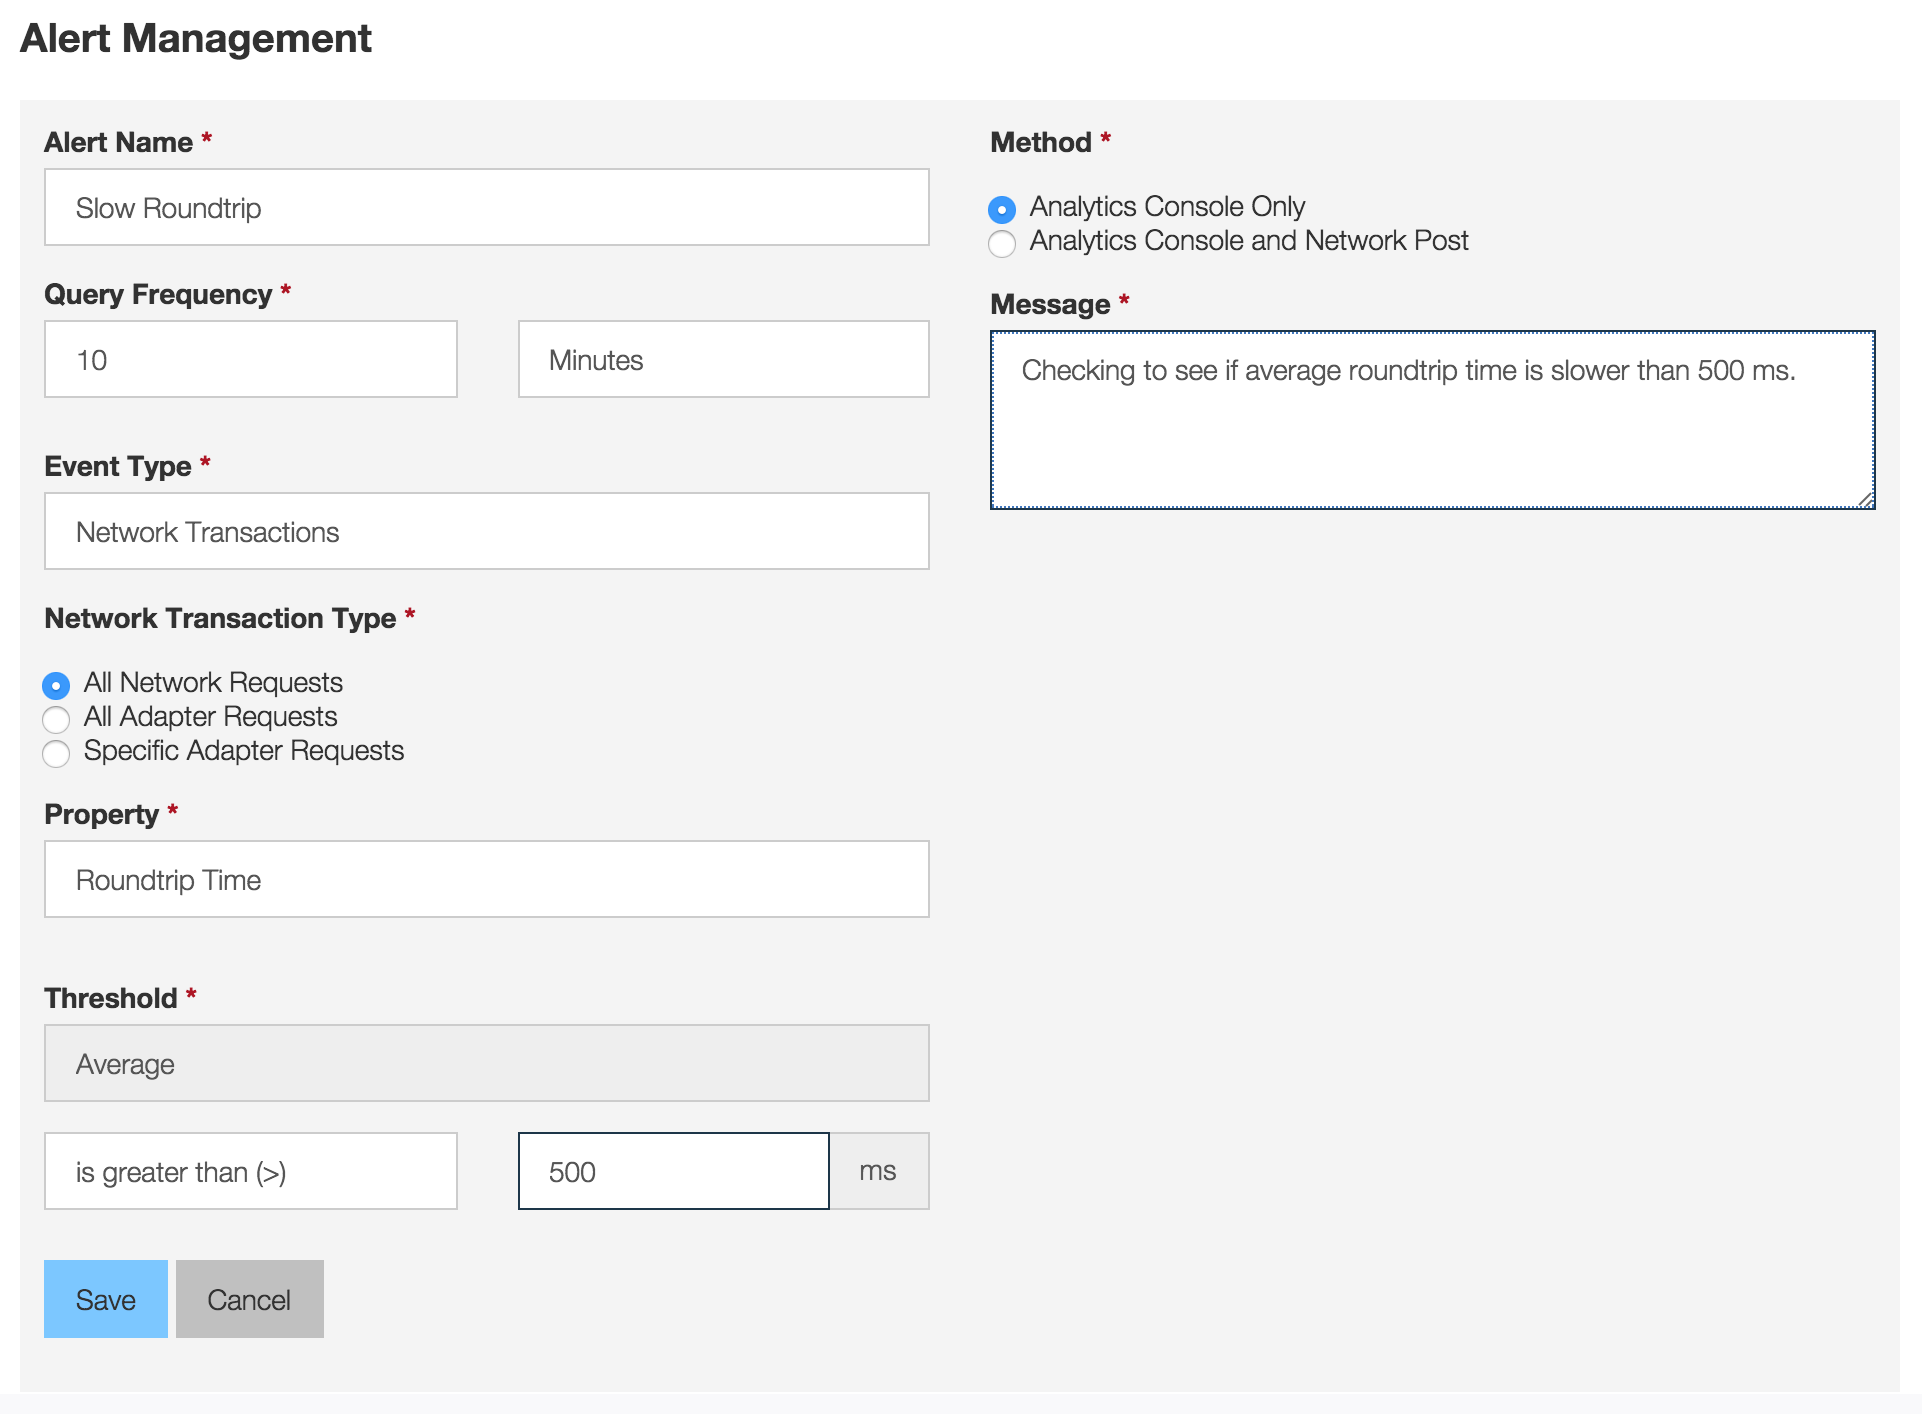 Alert Management
Alert Name *
Slow Roundtrip
Query Frequency *
10
Minutes
Event Type *
Network Transactions
Network Transaction Type *
All Network Requests
All Adapter Requests
Specific Adapter Requests
Property *
Roundtrip Time
Threshold *
Average
is greater than (>)
500
ms
Save
Cancel
Method *
Analytics Console Only
Analytics Console and Network Post
Message *
Checking to see if average roundtrip time is slower than 500 ms.